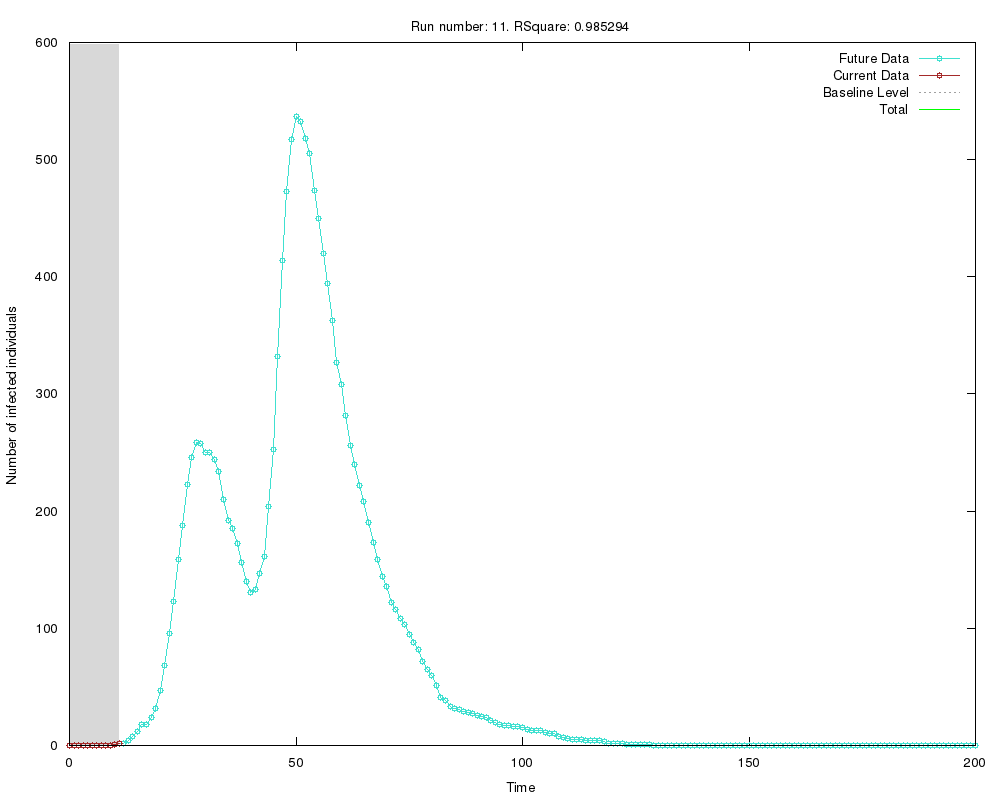 Run number: 11. RSquare: 0.985294
600
500
400
300
200
100
0
0
50
100
150
200
Number of infected individuals
Time
Future Data
Current Data
Baseline Level
Total